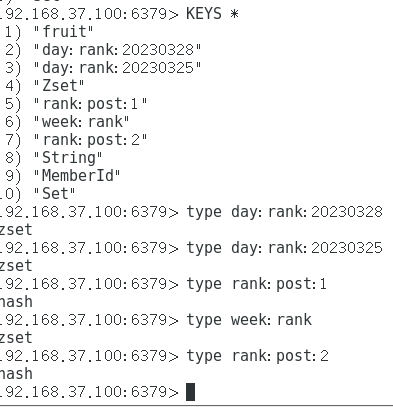 92.168.37.100:6379> KEYS *
1) "fruit"
2) "day:rank:20230328"
3) "day:rank:20230325"
4) "Zset"
5) "rank:post:1"
6) "week:rank"
7) "rank:post:2"
8) "String"
9) "MemberId"
0) "Set"
92.168.37.100:6379> type day:rank:20230328
zset
92.168.37.100:6379> type day:rank:20230325
zset
92.168.37.100:6379> type rank:post:1
hash
92.168.37.100:6379> type week:rank
zset
92.168.37.100:6379> type rank:post:2
hash
92.168.37.100:6379>